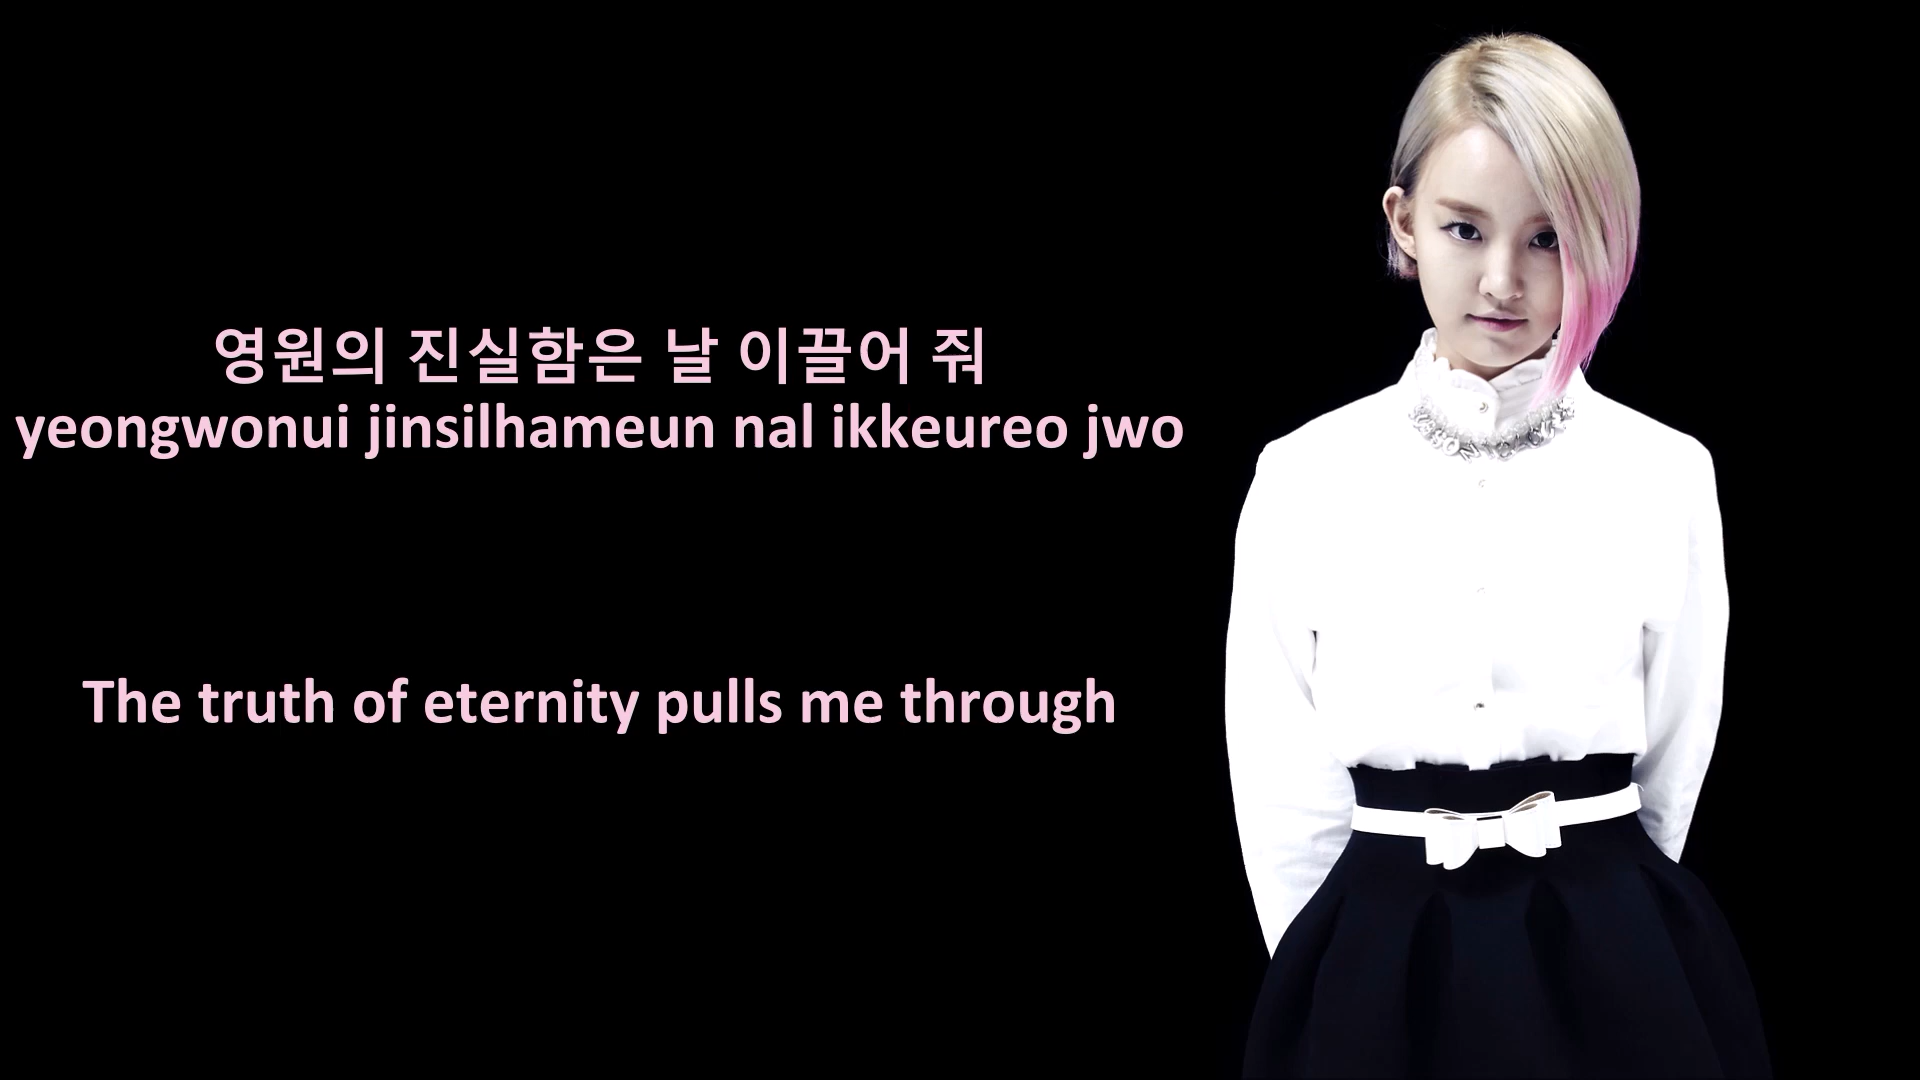 영원의 진실함은 날 이끌어 줘
yeongwonui jinsilhameun nal ikkeureo jwo
The truth of eternity pulls me through